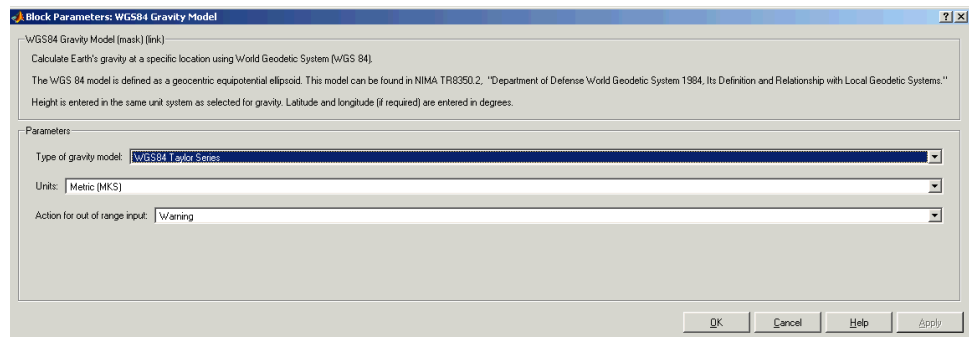 Block Parameters: WGS84 Gravity Model
WGS84 Gravity Model (mask) (link)
Calculate Earth's gravity at a specific location using World Geodetic System (WGS 84).
The WGS 84 model is defined as a geocentric equipotential ellipsoid. This model can be found in NIMA TR8350.2, "Department of Defense World Geodetic System 1984, Its Definition and Relationship with Local Geodetic Systems."
Height is entered in the same unit system as selected for gravity. Latitude and longitude (if required) are entered in degrees.
Parameters
Type of gravity model: WGS84 Taylor Series
Units: Metric (MKS)
Action for out of range input: Warning
OK Cancel Help Apply